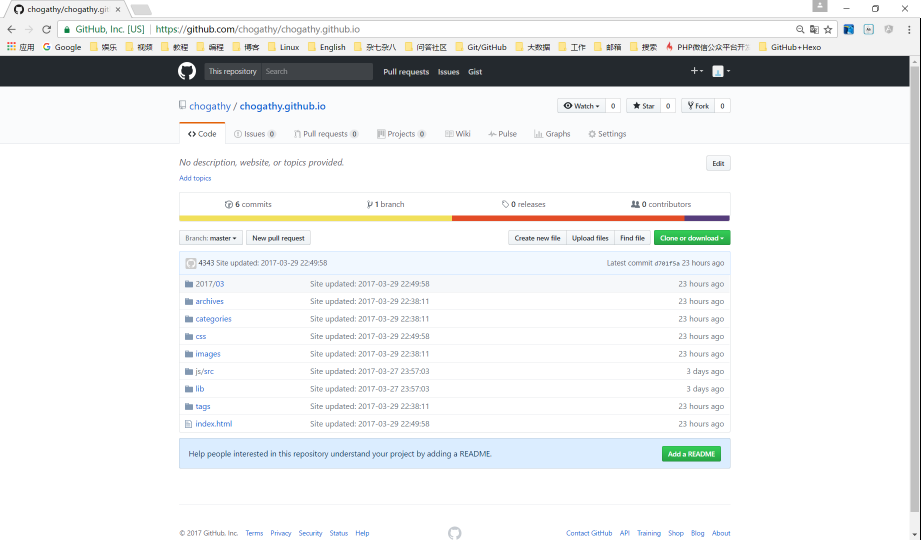 chogathy/chogathy.git
GitHub, Inc. [US] | https://github.com/chogathy/chogathy.github.io
应用 Google 娱乐 视频 教程 编程 博客 Linux English 杂七杂八 问答社区 Git/GitHub 大数据 工作 邮箱 搜索 PHP微信公众平台开发 GitHub+Hexo
This repository Search Pull requests Issues Gist
chogathy / chogathy.github.io Watch 0 Star 0 Fork 0
Code Issues 0 Pull requests 0 Projects 0 Wiki Pulse Graphs Settings
No description, website, or topics provided. Edit
Add topics
6 commits 1 branch 0 releases 0 contributors
Branch: master New pull request Create new file Upload files Find file Clone or download
4343 Site updated: 2017-03-29 22:49:58 Latest commit d701f5a 23 hours ago
2017/03 Site updated: 2017-03-29 22:49:58 23 hours ago
archives Site updated: 2017-03-29 22:38:11 23 hours ago
categories Site updated: 2017-03-29 22:38:11 23 hours ago
css Site updated: 2017-03-29 22:49:58 23 hours ago
images Site updated: 2017-03-29 22:38:11 23 hours ago
js/src Site updated: 2017-03-27 23:57:03 3 days ago
lib Site updated: 2017-03-27 23:57:03 3 days ago
tags Site updated: 2017-03-29 22:38:11 23 hours ago
index.html Site updated: 2017-03-29 22:49:58 23 hours ago
Help people interested in this repository understand your project by adding a README. Add a README
© 2017 GitHub, Inc. Terms Privacy Security Status Help Contact GitHub API Training Shop Blog About